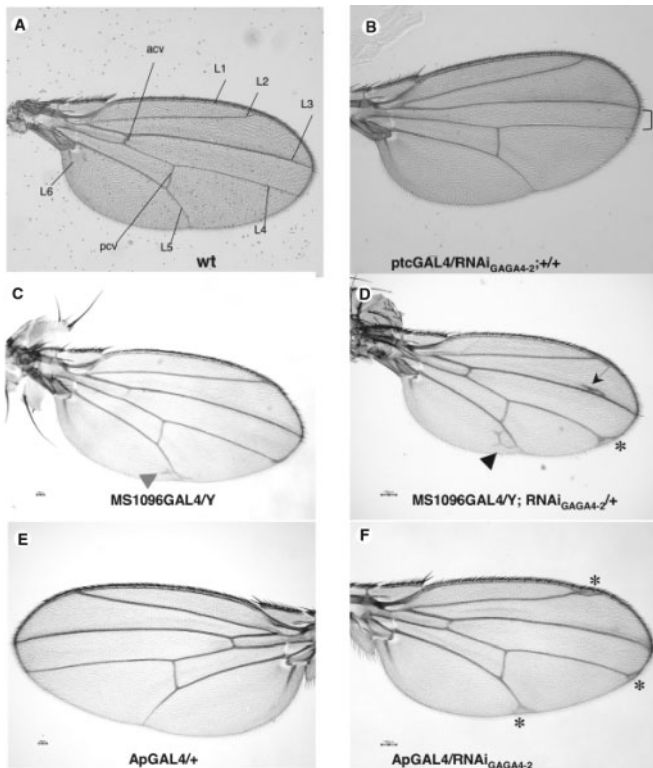 A
acv
L1
L2
L3
L6
pcv
L5
L4
wt
B
ptcGAL4/RNAiGAGA4-2;+/+
C
MS1096GAL4/Y
D
*
MS1096GAL4/Y; RNAiGAGA4-2/+
E
ApGAL4/+
F
*
*
*
ApGAL4/RNAiGAGA4-2